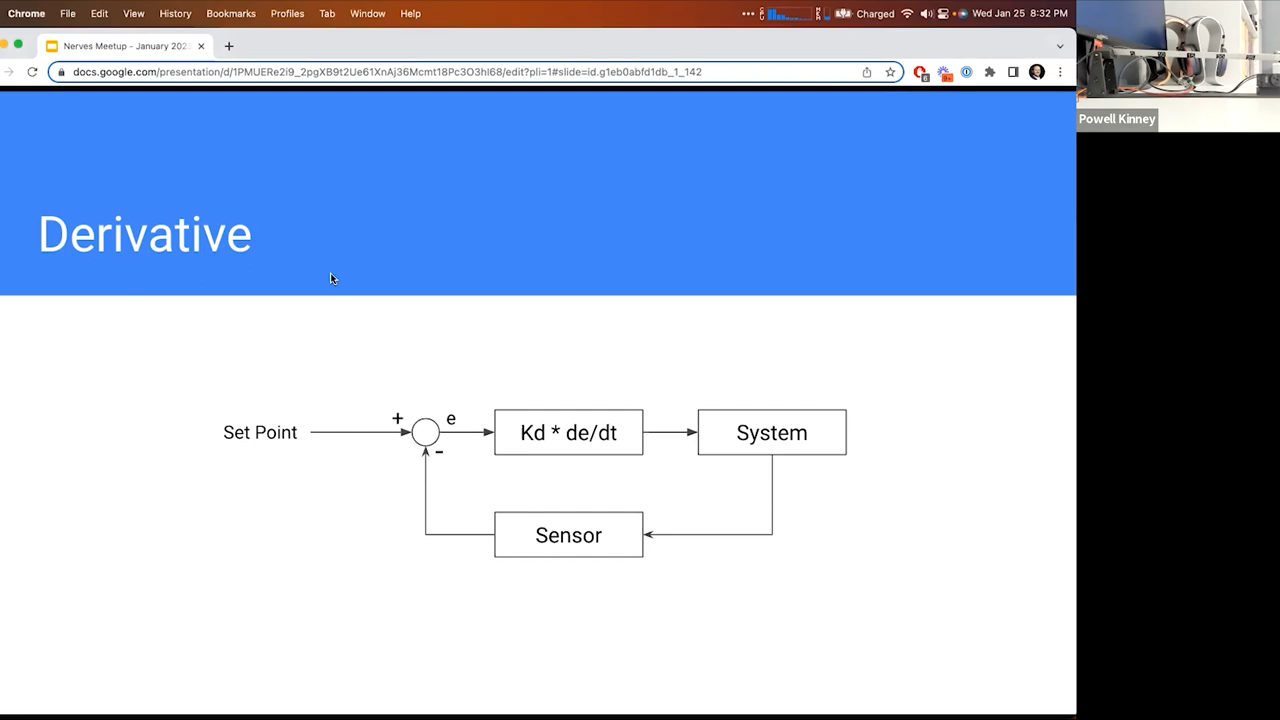 Chrome File Edit View History Bookmarks Profiles Tab Window Help Charged Wed Jan 25 8:32 PM
Nerves Meetup - January 202
docs.google.com/presentation/d/1PMUERe2i9_2pgXB9t2Ue61XnAj36Mcmt18Pc3O3hl68/edit?pli=1#slide=id.g1eb0abfd1db_1_142
Powell Kinney
Derivative
+
e
Set Point
Kd * de/dt
System
-
Sensor